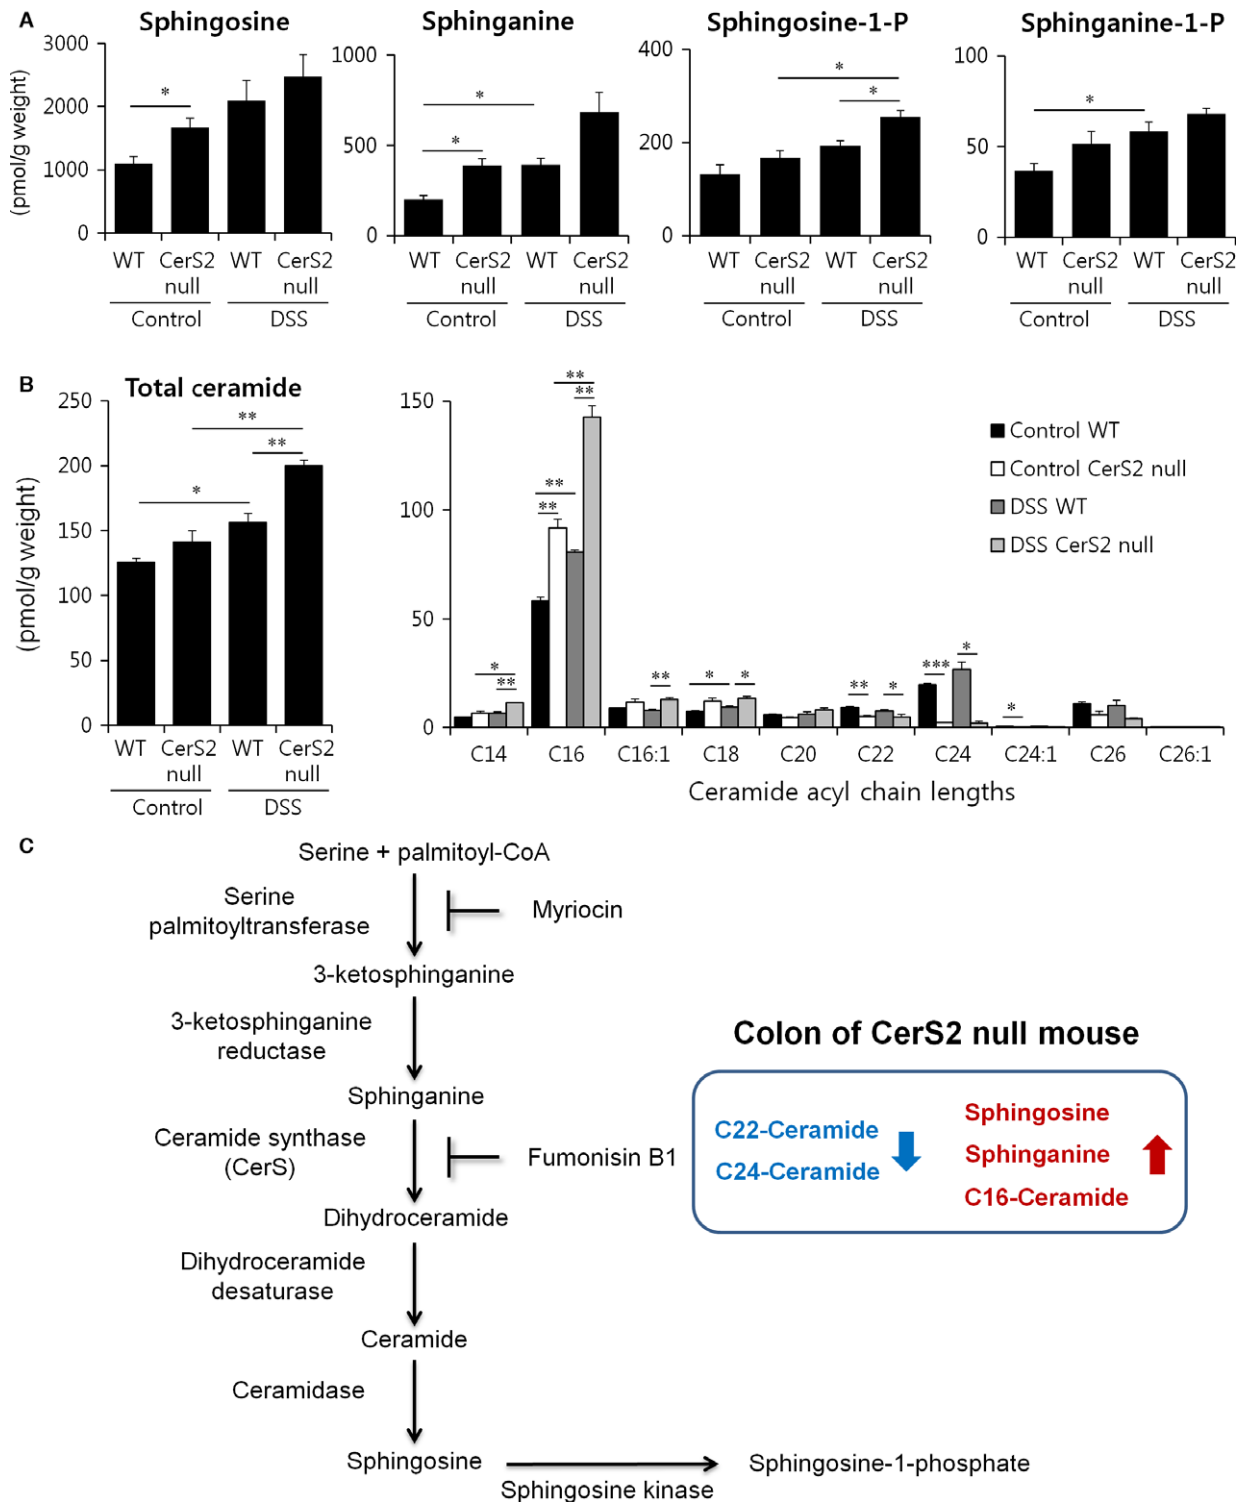 A
Sphingosine
Sphinganine
Sphingosine-1-P
Sphinganine-1-P
(pmol/g weight)
3000
2000
1000
0
WT CerS2 null WT CerS2 null
Control DSS
*
1000
500
0
WT CerS2 null WT CerS2 null
Control DSS
*
*
400
200
0
WT CerS2 null WT CerS2 null
Control DSS
*
*
100
50
0
WT CerS2 null WT CerS2 null
Control DSS
*
B
Total ceramide
(pmol/g weight)
250
200
150
100
50
0
**
**
*
WT CerS2 null WT CerS2 null
Control DSS
150
100
50
0
* ** ** ** ** ** ** * * ** * *** * *
C14 C16 C16:1 C18 C20 C22 C24 C24:1 C26 C26:1
Ceramide acyl chain lengths
Control WT
Control CerS2 null
DSS WT
DSS CerS2 null
C
Serine + palmitoyl-CoA
Serine
palmitoyltransferase
Myriocin
3-ketosphinganine
3-ketosphinganine
reductase
Sphinganine
Ceramide synthase
(CerS)
Fumonisin B1
Dihydroceramide
Dihydroceramide
desaturase
Ceramide
Ceramidase
Sphingosine
Sphingosine kinase
Sphingosine-1-phosphate
Colon of CerS2 null mouse
C22-Ceramide
C24-Ceramide
Sphingosine
Sphinganine
C16-Ceramide